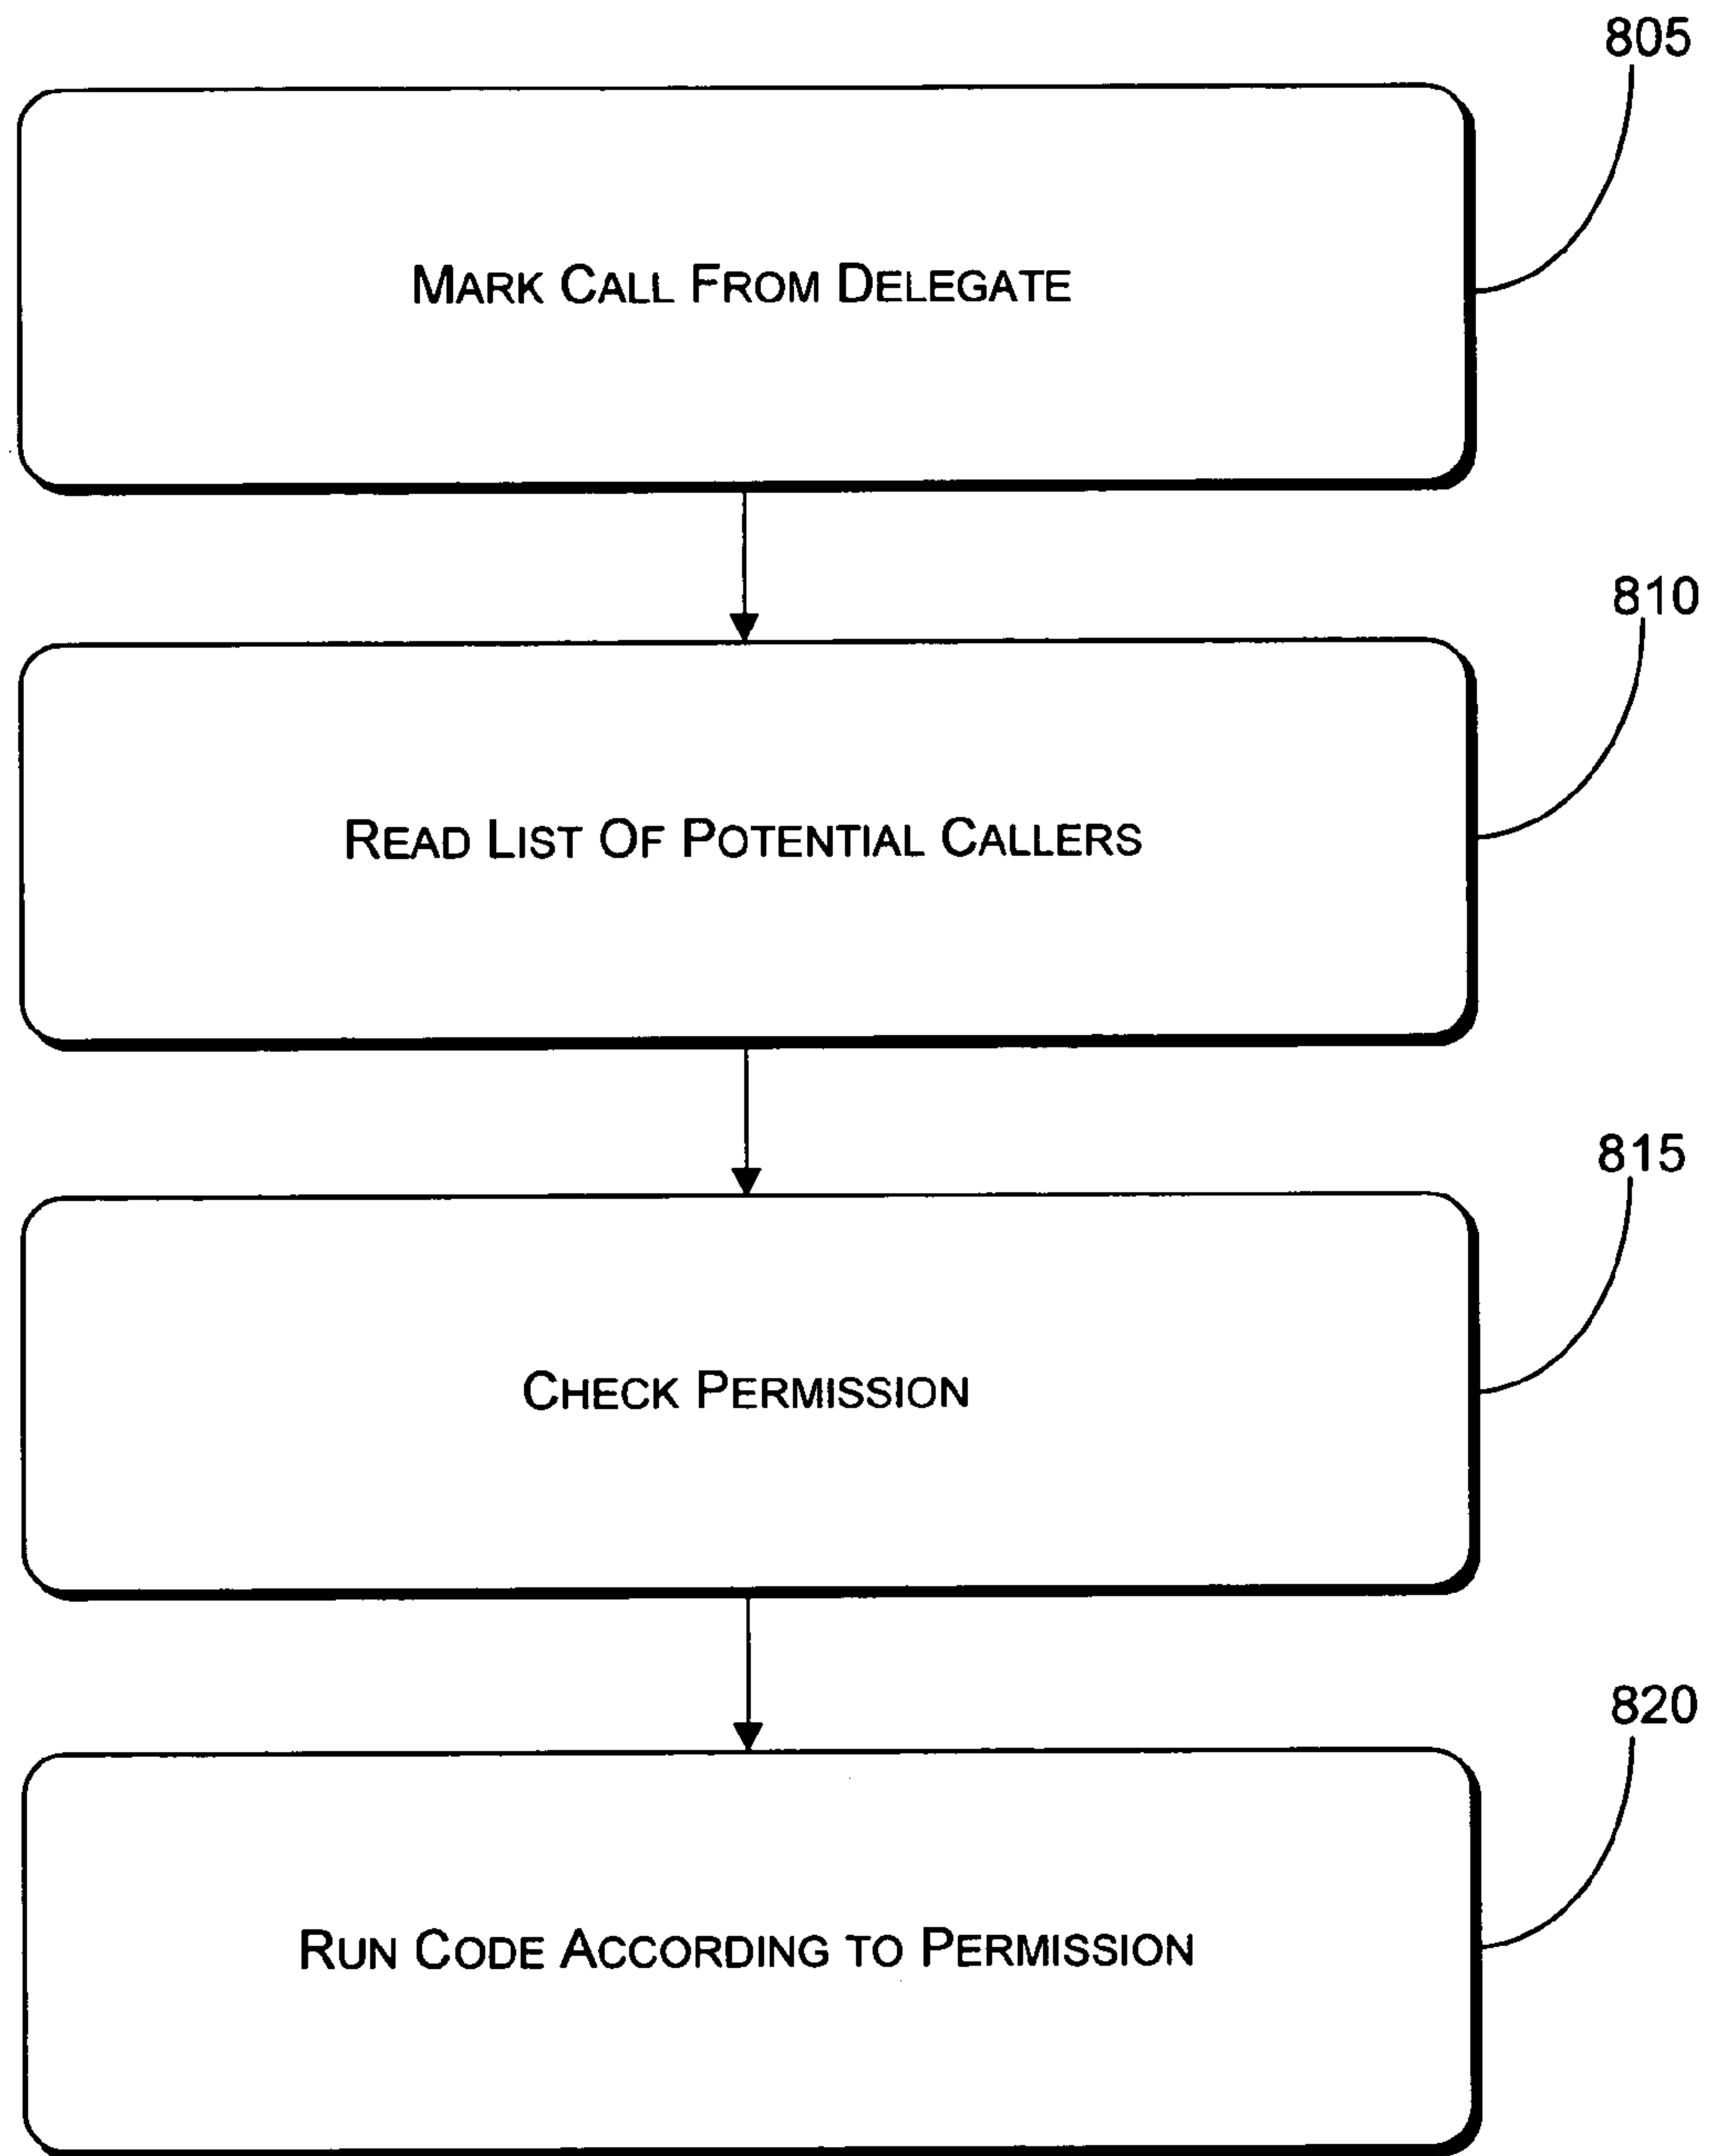 805
MARK CALL FROM DELEGATE
810
READ LIST OF POTENTIAL CALLERS
815
CHECK PERMISSION
820
RUN CODE ACCORDING TO PERMISSION